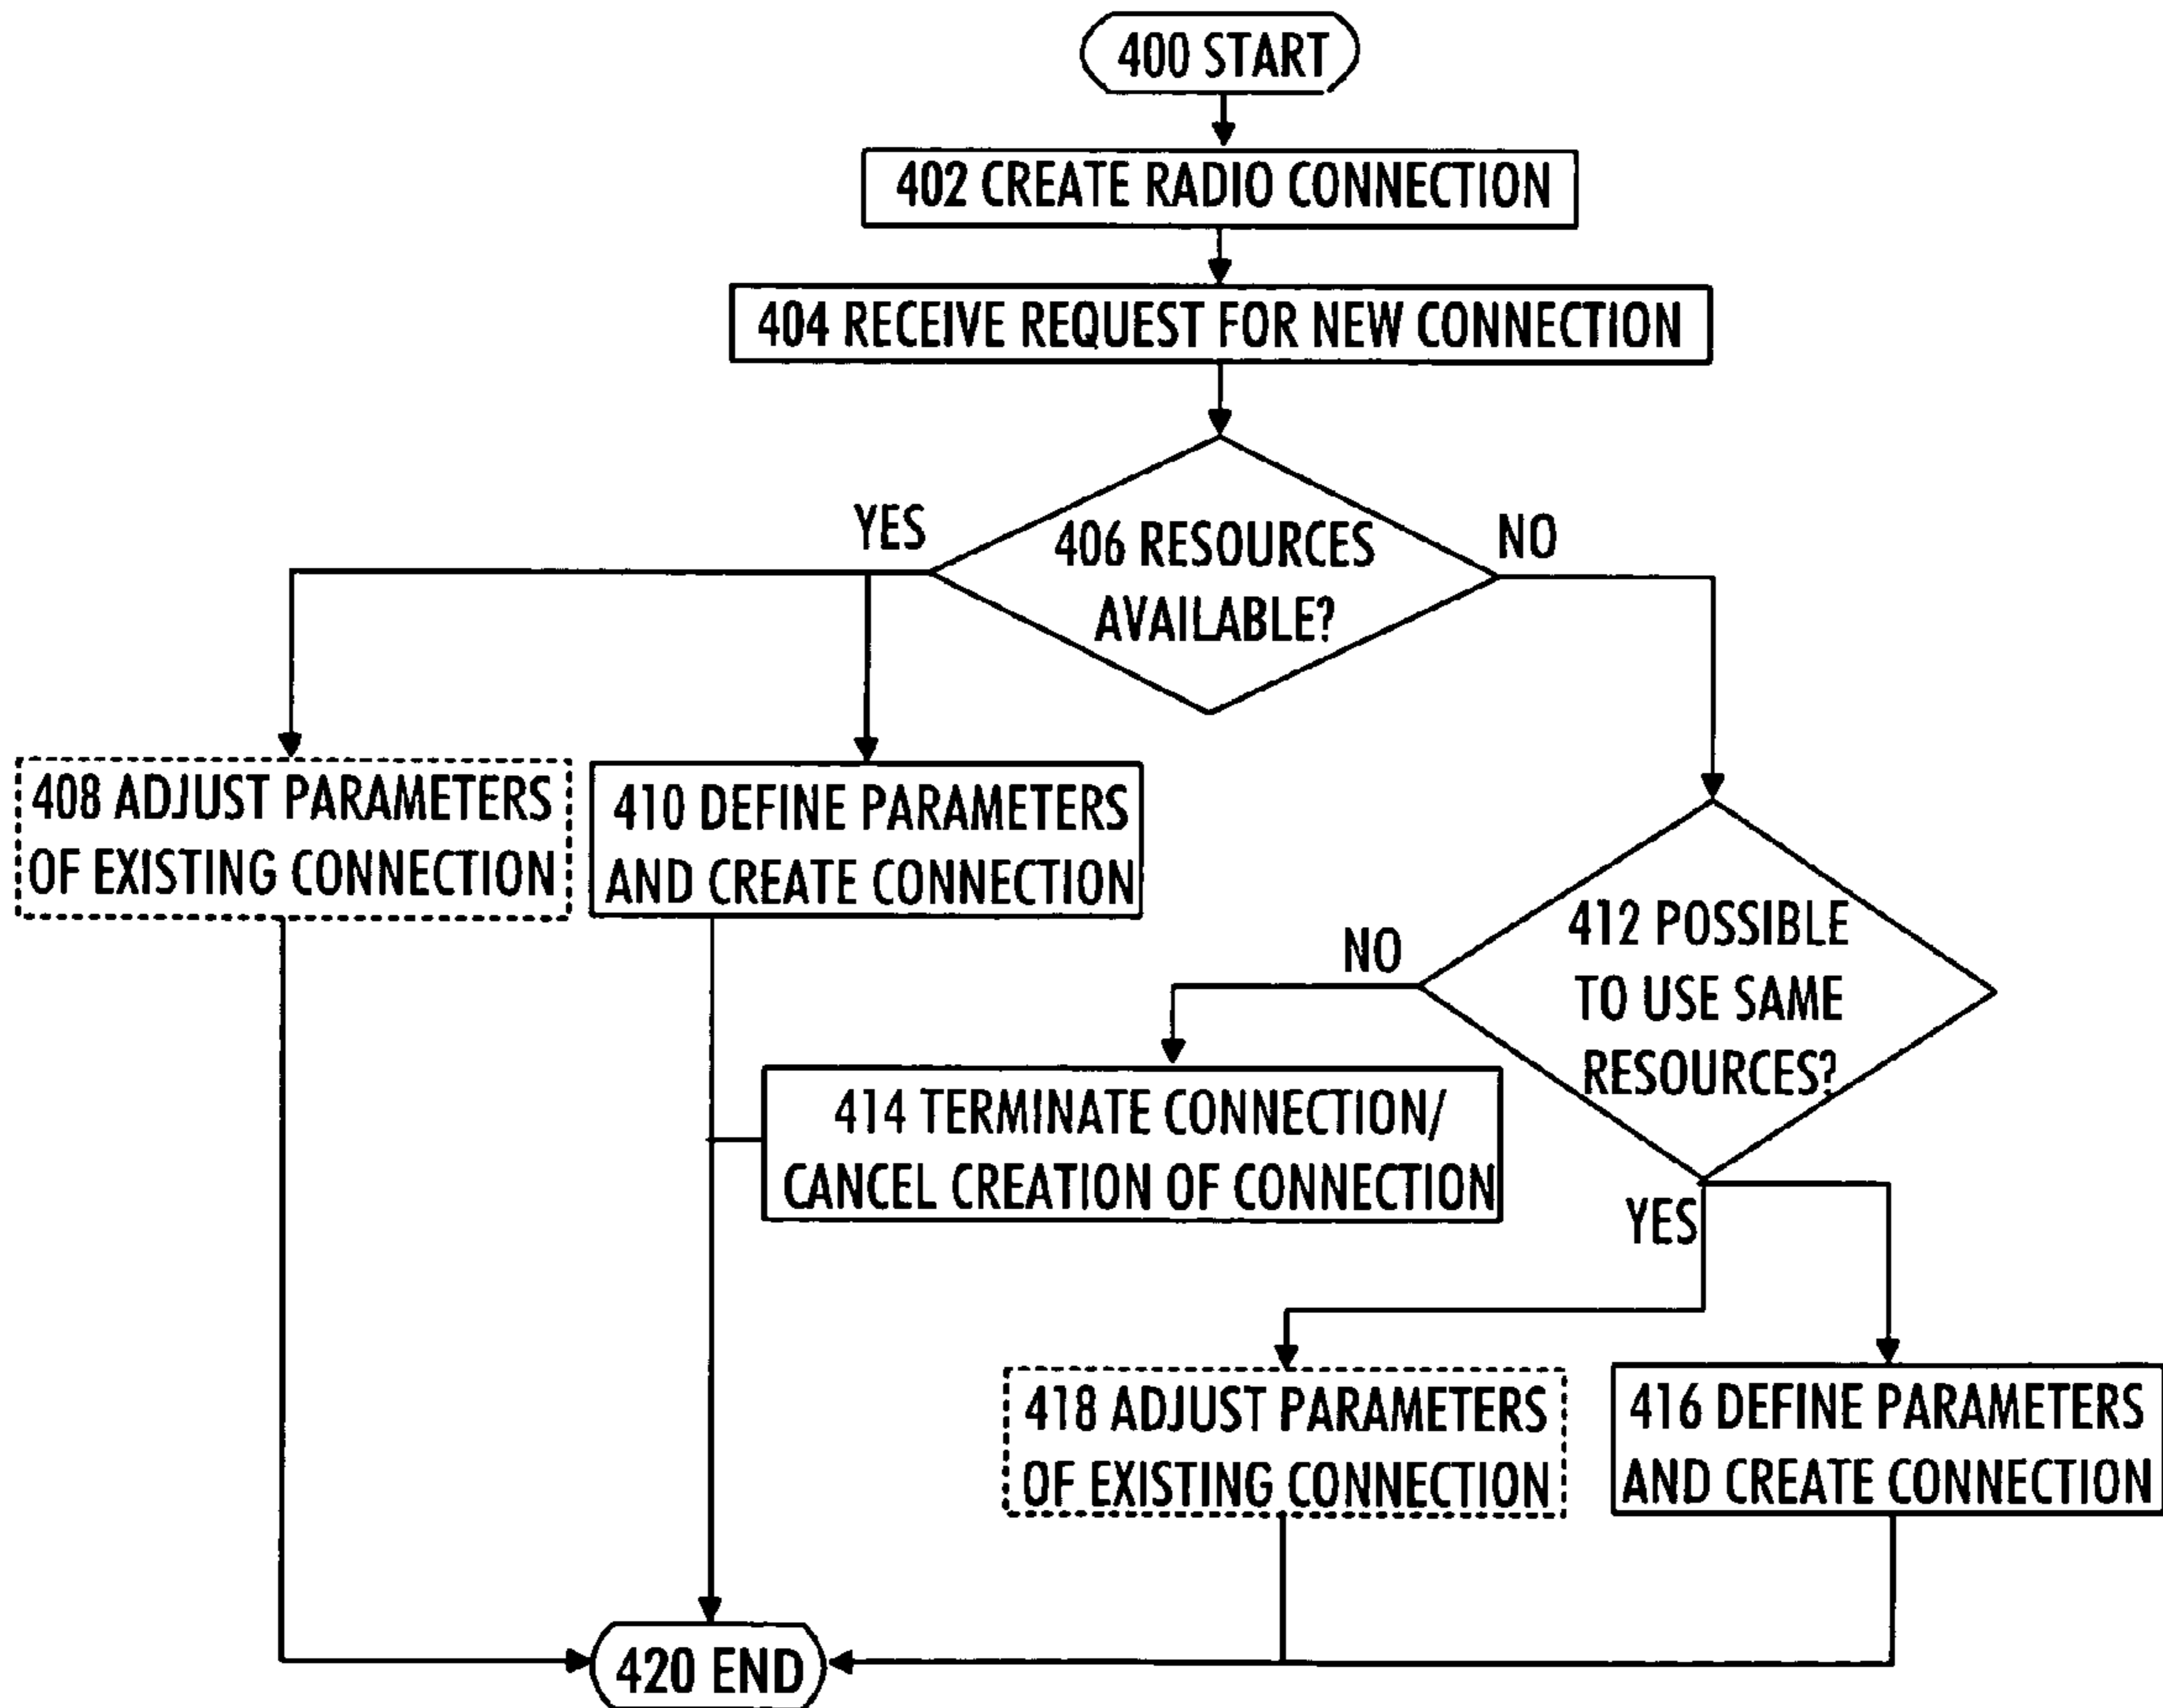 400 START
402 CREATE RADIO CONNECTION
404 RECEIVE REQUEST FOR NEW CONNECTION
YES
406 RESOURCES
AVAILABLE?
NO
408 ADJUST PARAMETERS
OF EXISTING CONNECTION
410 DEFINE PARAMETERS
AND CREATE CONNECTION
412 POSSIBLE
TO USE SAME
RESOURCES?
NO
414 TERMINATE CONNECTION/
CANCEL CREATION OF CONNECTION
YES
418 ADJUST PARAMETERS
OF EXISTING CONNECTION
416 DEFINE PARAMETERS
AND CREATE CONNECTION
420 END